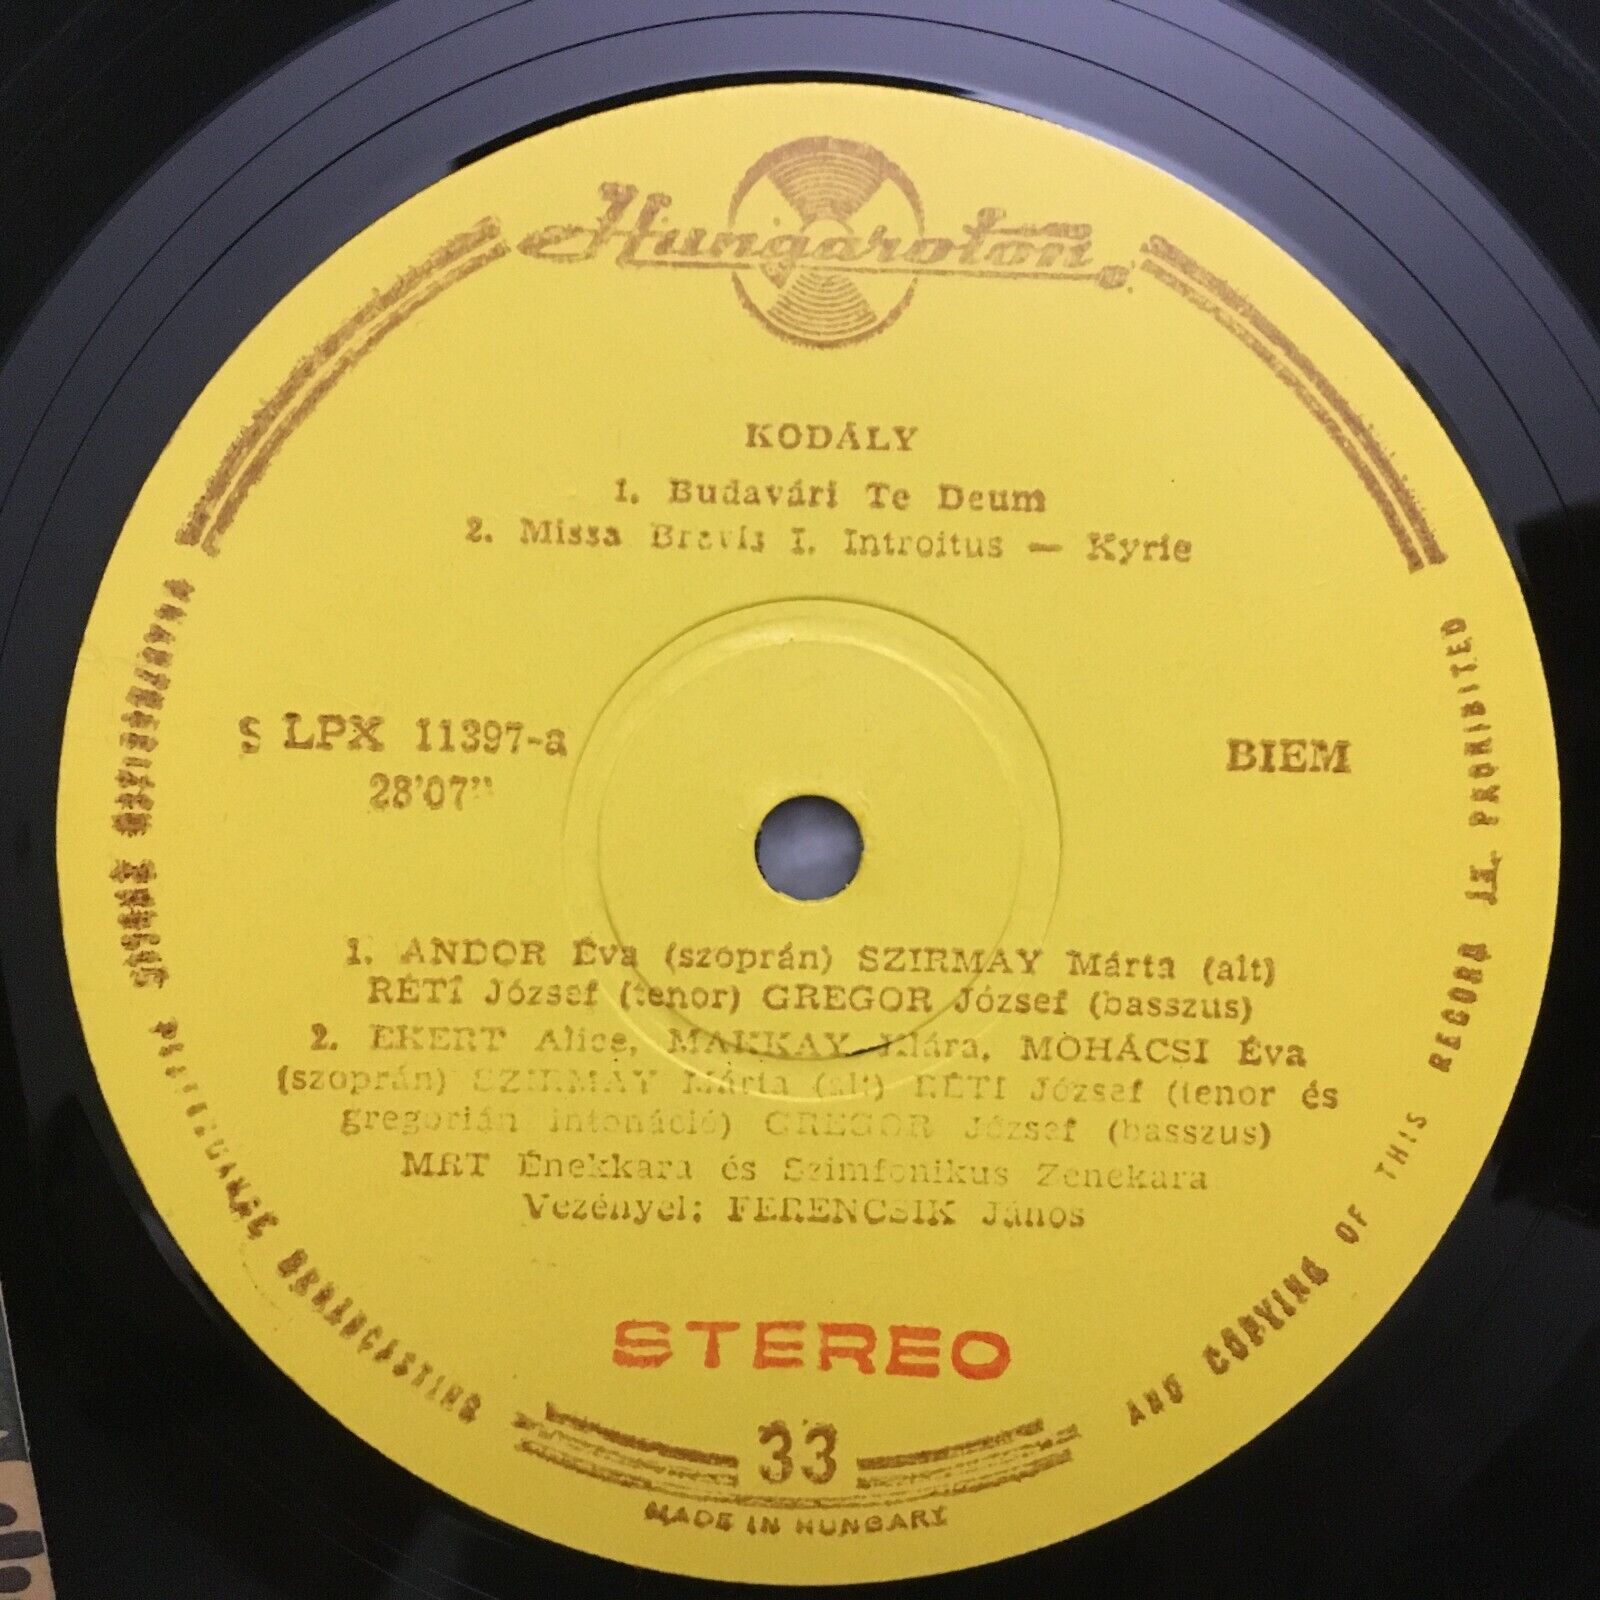 Hungaroton
KODÁLY
1. Budavári Te Deum
2. Missa Brevis I. Introitus — Kyrie
S LPX 11397-a
28'07"
BIEM
1. ANDOR Éva (szoprán) SZIRMAY Márta (alt)
RÉTI József (tenor) GREGOR József (basszus)
2. EKERT Alice, MAKKAY Klára, MOHÁCSI Éva
(szoprán) SZIRMAY Márta (alt) RÉTI József (tenor és
gregorián intonáció) GREGOR József (basszus)
MRT Énekkara és Szimfonikus Zenekara
Vezényel: FERENCSIK János
STEREO
33
MADE IN HUNGARY
BROADCASTING
AND COPYING OF THIS RECORD IS PROHIBITED